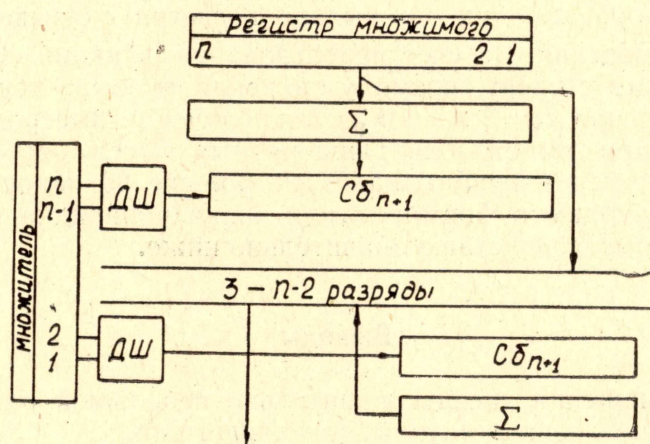 регистр множимого
n 2 1
Σ
множитель
n
n-1
ДШ
Сб n+1
3 – n-2 разряды
2
1
ДШ
Сб n+1
Σ